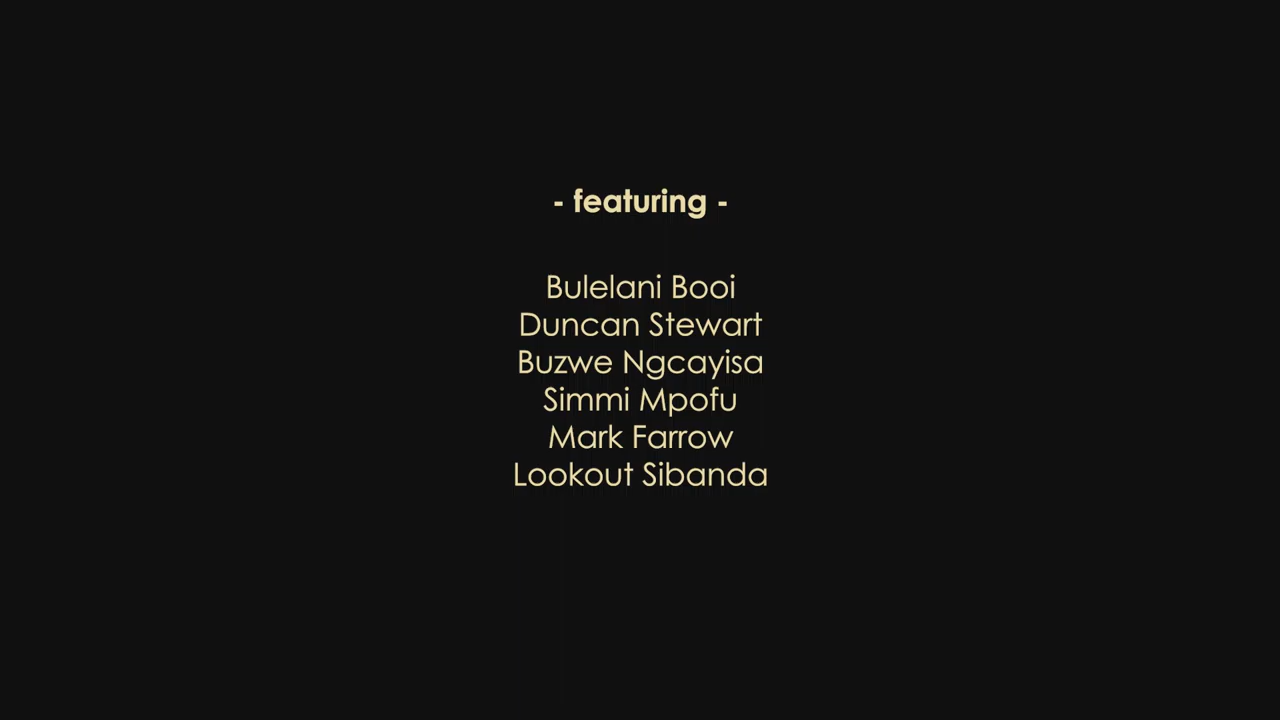 - featuring -
Bulelani Booi
Duncan Stewart
Buzwe Ngcayisa
Simmi Mpofu
Mark Farrow
Lookout Sibanda